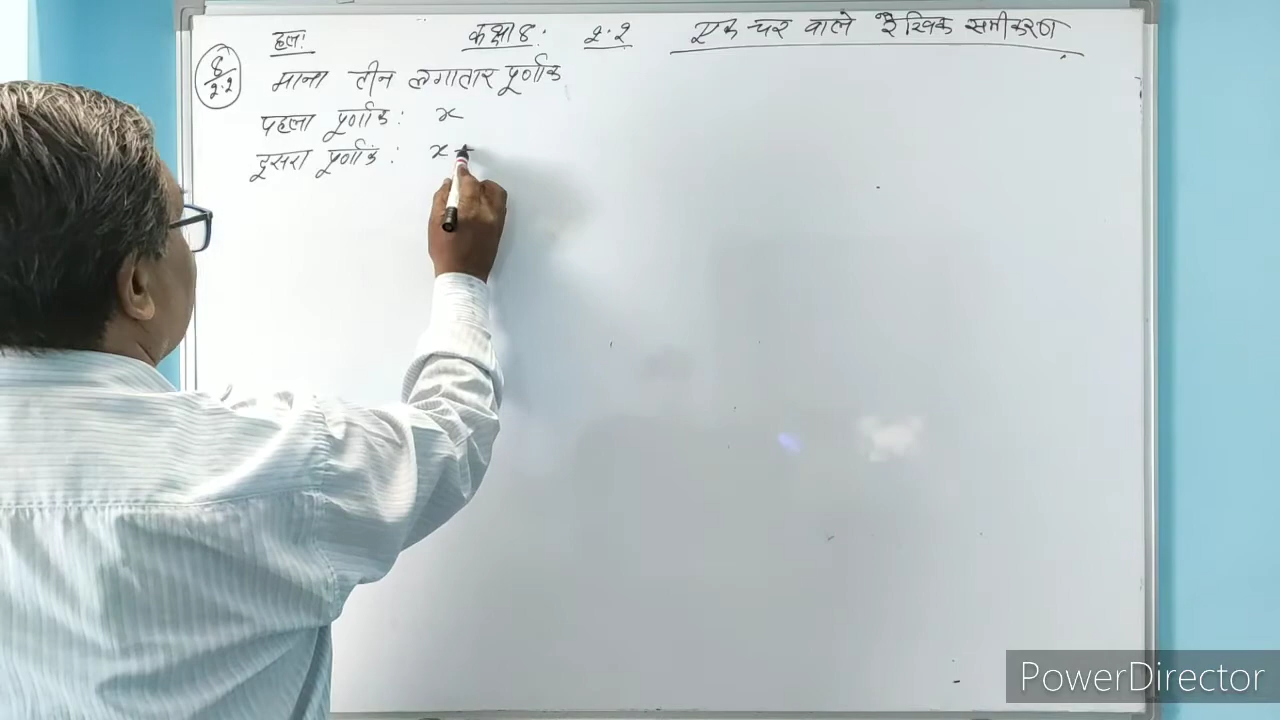 हल: कक्षा 8: 2.2 एक चर वाले रैखिक समीकरण
8/2.2
माना तीन लगातार पूर्णांक
पहला पूर्णांक : x
दूसरा पूर्णांक : x +
PowerDirector